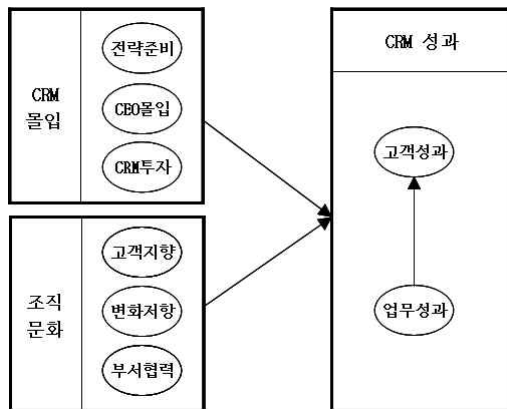 전략준비
CRM
몰입
CEO몰입
CRM투자
고객지향
조직
문화
변화저항
부서협력
CRM 성과
고객성과
업무성과